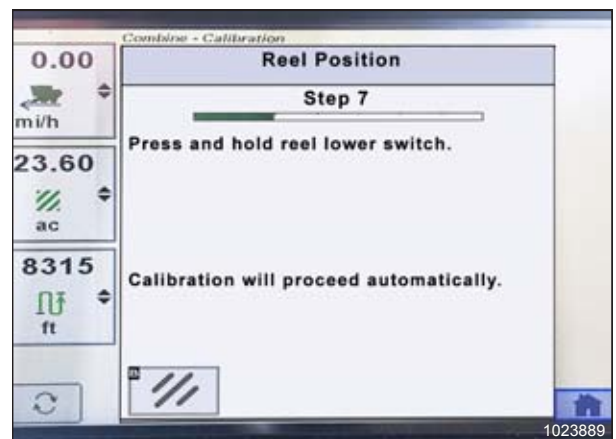 Combine - Calibration
Reel Position
Step 7
Press and hold reel lower switch.
Calibration will proceed automatically.
0.00
mi/h
23.60
ac
8315
ft
1023889